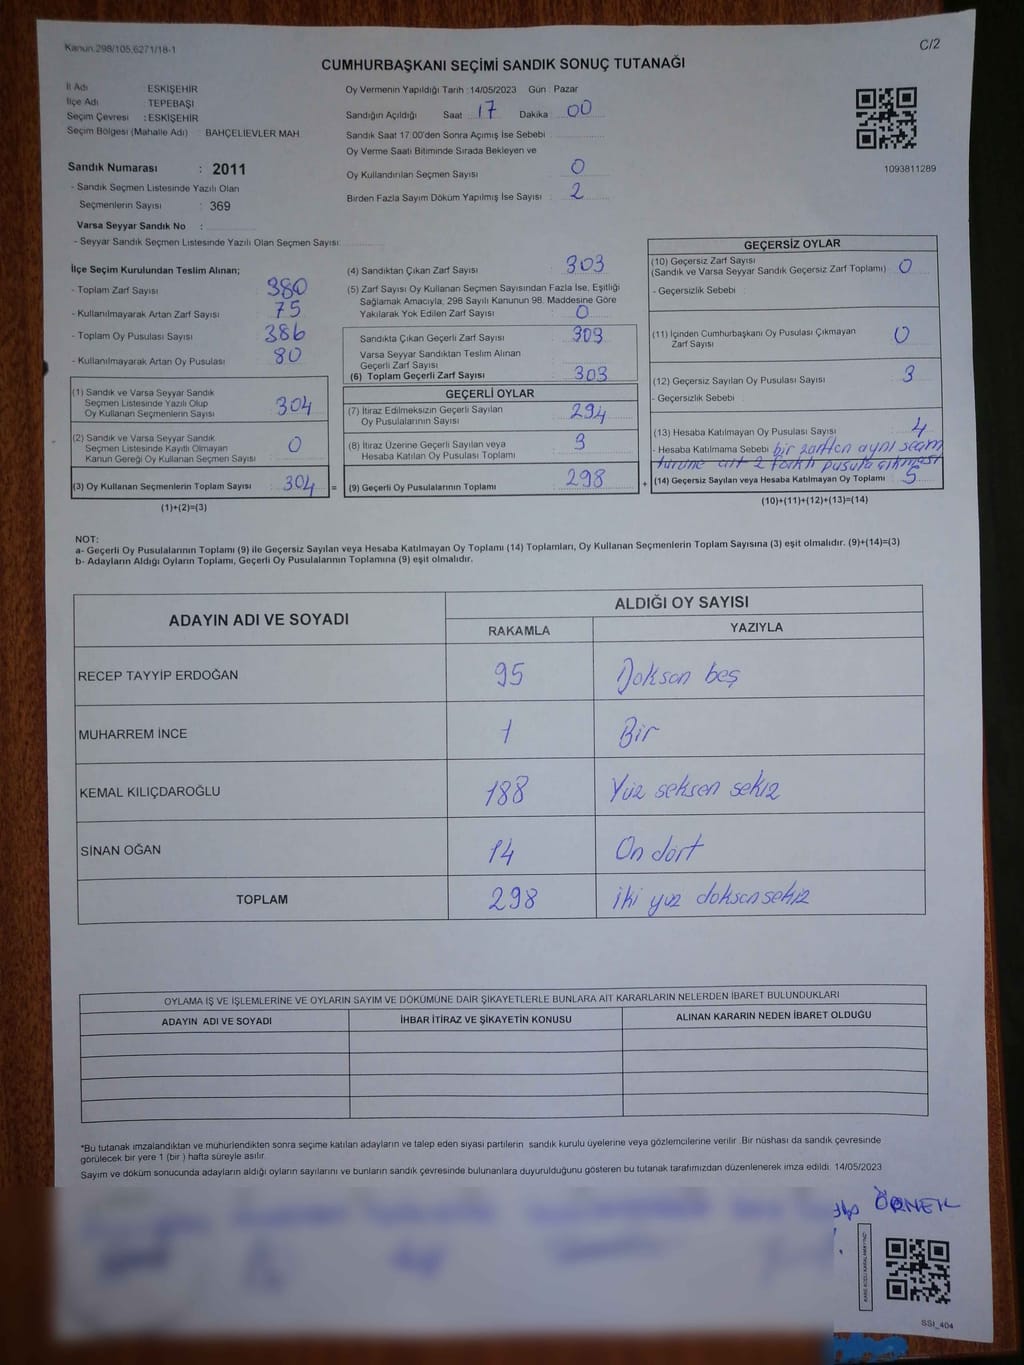 Kanun.298/105,6271/18-1
C/2
CUMHURBAŞKANI SEÇİMİ SANDIK SONUÇ TUTANAĞI
İl Adı : ESKİŞEHİR
İlçe Adı : TEPEBAŞI
Seçim Çevresi : ESKİŞEHİR
Seçim Bölgesi (Mahalle Adı) : BAHÇELİEVLER MAH.
Sandık Numarası : 2011
- Sandık Seçmen Listesinde Yazılı Olan
Seçmenlerin Sayısı : 369
Varsa Seyyar Sandık No :
- Seyyar Sandık Seçmen Listesinde Yazılı Olan Seçmen Sayısı:
Oy Vermenin Yapıldığı Tarih :14/05/2023 Gün : Pazar
Sandığın Açıldığı Saat 17 Dakika : 00
Sandık Saat 17:00'den Sonra Açımış İse Sebebi :
Oy Verme Saati Bitiminde Sırada Bekleyen ve
Oy Kullandırılan Seçmen Sayısı : 0
Birden Fazla Sayım Döküm Yapılmış İse Sayısı : 2
1093811289
İlçe Seçim Kurulundan Teslim Alınan;
- Toplam Zarf Sayısı : 380
- Kullanılmayarak Artan Zarf Sayısı : 75
- Toplam Oy Pusulası Sayısı : 386
- Kullanılmayarak Artan Oy Pusulası : 80
(1) Sandık ve Varsa Seyyar Sandık
Seçmen Listesinde Yazılı Olup
Oy Kullanan Seçmenlerin Sayısı : 304
(2) Sandık ve Varsa Seyyar Sandık
Seçmen Listesinde Kayıtlı Olmayan
Kanun Gereği Oy Kullanan Seçmen Sayısı : 0
(3) Oy Kullanan Seçmenlerin Toplam Sayısı : 304 =
(1)+(2)=(3)
(4) Sandıktan Çıkan Zarf Sayısı : 303
(5) Zarf Sayısı Oy Kullanan Seçmen Sayısından Fazla İse, Eşitliği
Sağlamak Amacıyla, 298 Sayılı Kanunun 98. Maddesine Göre
Yakılarak Yok Edilen Zarf Sayısı : 0
Sandıkta Çıkan Geçerli Zarf Sayısı : 303
Varsa Seyyar Sandıktan Teslim Alınan
Geçerli Zarf Sayısı :
(6) Toplam Geçerli Zarf Sayısı : 303
GEÇERLİ OYLAR
(7) İtiraz Edilmeksizin Geçerli Sayılan
Oy Pusulalarının Sayısı : 294
(8) İtiraz Üzerine Geçerli Sayılan veya
Hesaba Katılan Oy Pusulası Toplamı :
(9) Geçerli Oy Pusulalarının Toplamı : 298 +
GEÇERSİZ OYLAR
(10) Geçersiz Zarf Sayısı
(Sandık ve Varsa Seyyar Sandık Geçersiz Zarf Toplamı) : 0
- Geçersizlik Sebebi :
(11) İçinden Cumhurbaşkanı Oy Pusulası Çıkmayan
Zarf Sayısı : 0
(12) Geçersiz Sayılan Oy Pusulası Sayısı : 3
- Geçersizlik Sebebi :
(13) Hesaba Katılmayan Oy Pusulası Sayısı : 4
- Hesaba Katılmama Sebebi : bir zarftan aynı seçim
türüne ait 2 farklı pusula çıkması
(14) Geçersiz Sayılan veya Hesaba Katılmayan Oy Toplamı : 5
(10)+(11)+(12)+(13)=(14)
NOT:
a- Geçerli Oy Pusulalarının Toplamı (9) ile Geçersiz Sayılan veya Hesaba Katılmayan Oy Toplamı (14) Toplamları, Oy Kullanan Seçmenlerin Toplam Sayısına (3) eşit olmalıdır. (9)+(14)=(3)
b- Adayların Aldığı Oyların Toplamı, Geçerli Oy Pusulalarının Toplamına (9) eşit olmalıdır.
ADAYIN ADI VE SOYADI
ALDIĞI OY SAYISI
RAKAMLA YAZIYLA
RECEP TAYYİP ERDOĞAN 95 Doksan beş
MUHARREM İNCE 1 Bir
KEMAL KILIÇDAROĞLU 188 Yüz seksen sekiz
SİNAN OĞAN 14 On dört
TOPLAM 298 İki yüz doksan sekiz
OYLAMA İŞ VE İŞLEMLERİNE VE OYLARIN SAYIM VE DÖKÜMÜNE DAİR ŞİKAYETLERLE BUNLARA AİT KARARLARIN NELERDEN İBARET BULUNDUKLARI
ADAYIN ADI VE SOYADI İHBAR İTİRAZ VE ŞİKAYETİN KONUSU ALINAN KARARIN NEDEN İBARET OLDUĞU
*Bu tutanak imzalandıktan ve mühürlendikten sonra seçime katılan adayların ve talep eden siyasi partilerin sandık kurulu üyelerine veya gözlemcilerine verilir. Bir nüshası da sandık çevresinde
görülecek bir yere 1 (bir ) hafta süreyle asılır.
Sayım ve döküm sonucunda adayların aldığı oyların sayılarını ve bunların sandık çevresinde bulunanlara duyurulduğunu gösteren bu tutanak tarafımızdan düzenlenerek imza edildi. 14/05/2023
ÖRNEK
SSI_404